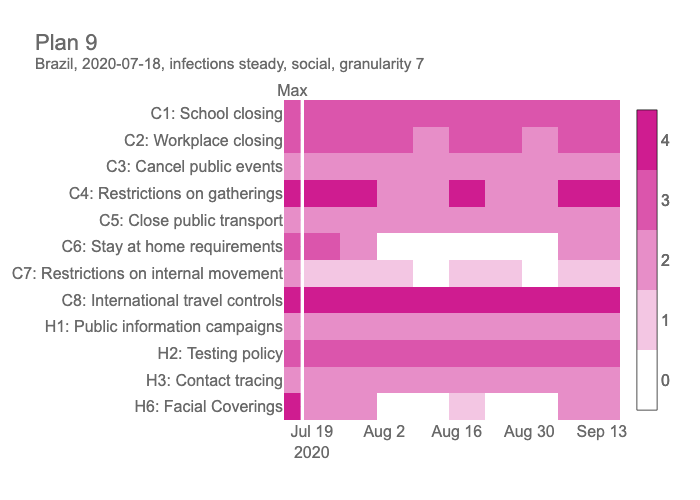 Plan 9
Brazil, 2020-07-18, infections steady, social, granularity 7
Max
C1: School closing
C2: Workplace closing
C3: Cancel public events
C4: Restrictions on gatherings
C5: Close public transport
C6: Stay at home requirements
C7: Restrictions on internal movement
C8: International travel controls
H1: Public information campaigns
H2: Testing policy
H3: Contact tracing
H6: Facial Coverings
4
3
2
1
0
Jul 19 Aug 2 Aug 16 Aug 30 Sep 13
2020